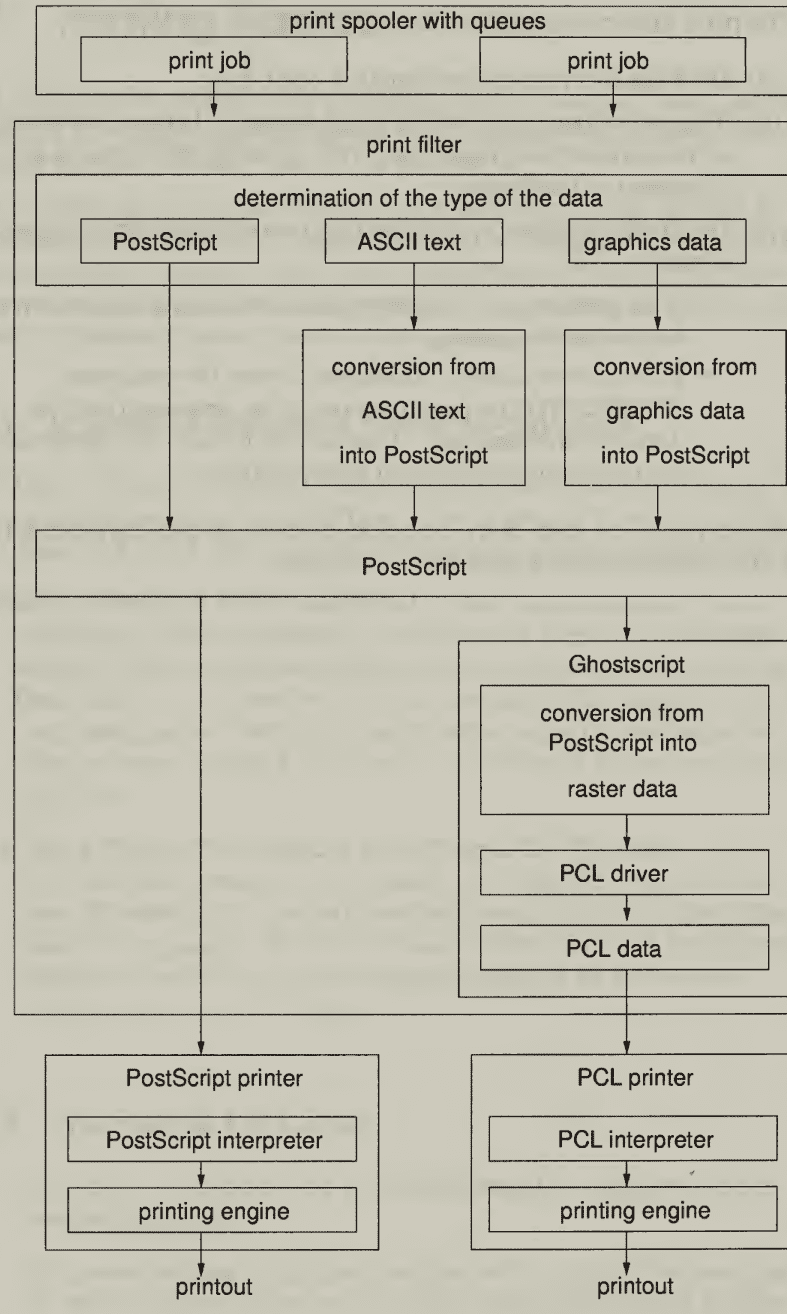 print spooler with queues
print job
print job
print filter
determination of the type of the data
PostScript
ASCII text
graphics data
conversion from
ASCII text
into PostScript
conversion from
graphics data
into PostScript
PostScript
Ghostscript
conversion from
PostScript into
raster data
PCL driver
PCL data
PostScript printer
PostScript interpreter
printing engine
printout
PCL printer
PCL interpreter
printing engine
printout